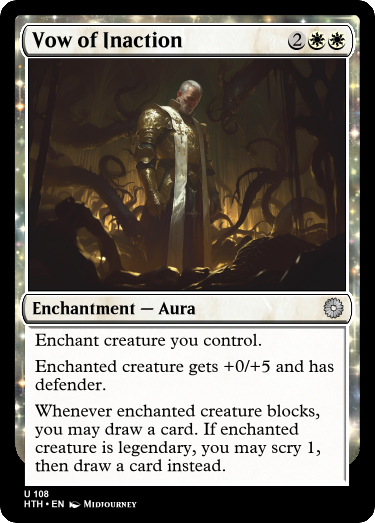 Vow of Inaction 2
Enchantment — Aura
Enchant creature you control.
Enchanted creature gets +0/+5 and has
defender.
Whenever enchanted creature blocks,
you may draw a card. If enchanted
creature is legendary, you may scry 1,
then draw a card instead.
U 108
HTH • EN Midjourney